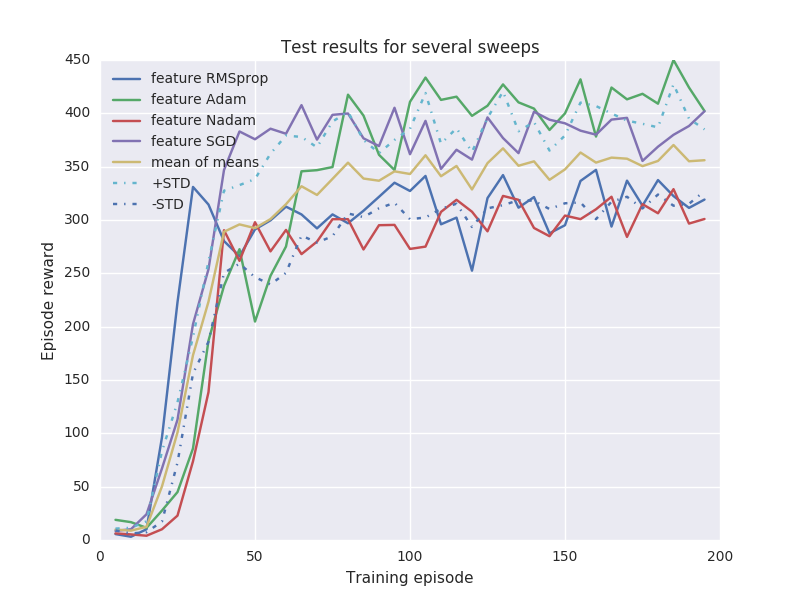 Test results for several sweeps
450
400
350
300
250
200
150
100
50
0
Episode reward
feature RMSprop
feature Adam
feature Nadam
feature SGD
mean of means
+STD
-STD
0 50 100 150 200
Training episode